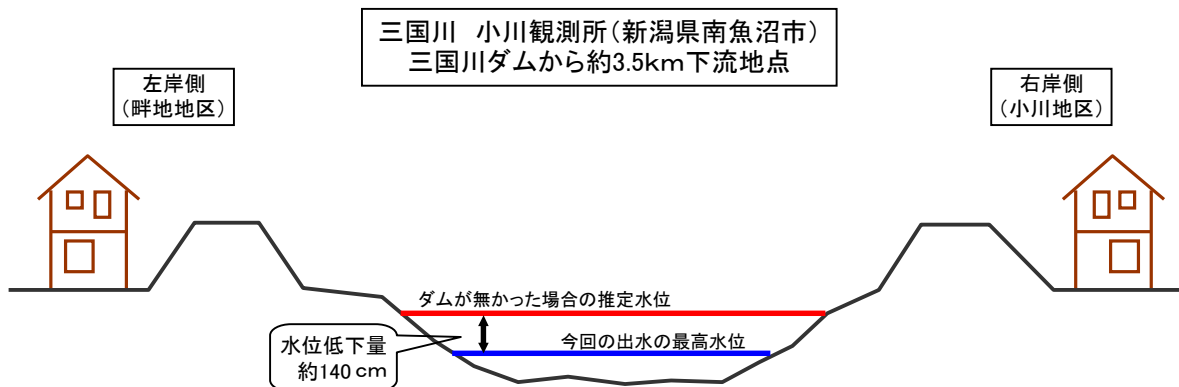 三国川 小川観測所(新潟県南魚沼市)
三国川ダムから約3.5km下流地点
左岸側
(畔地地区)
右岸側
(小川地区)
ダムが無かった場合の推定水位
水位低下量
約140cm
今回の出水の最高水位